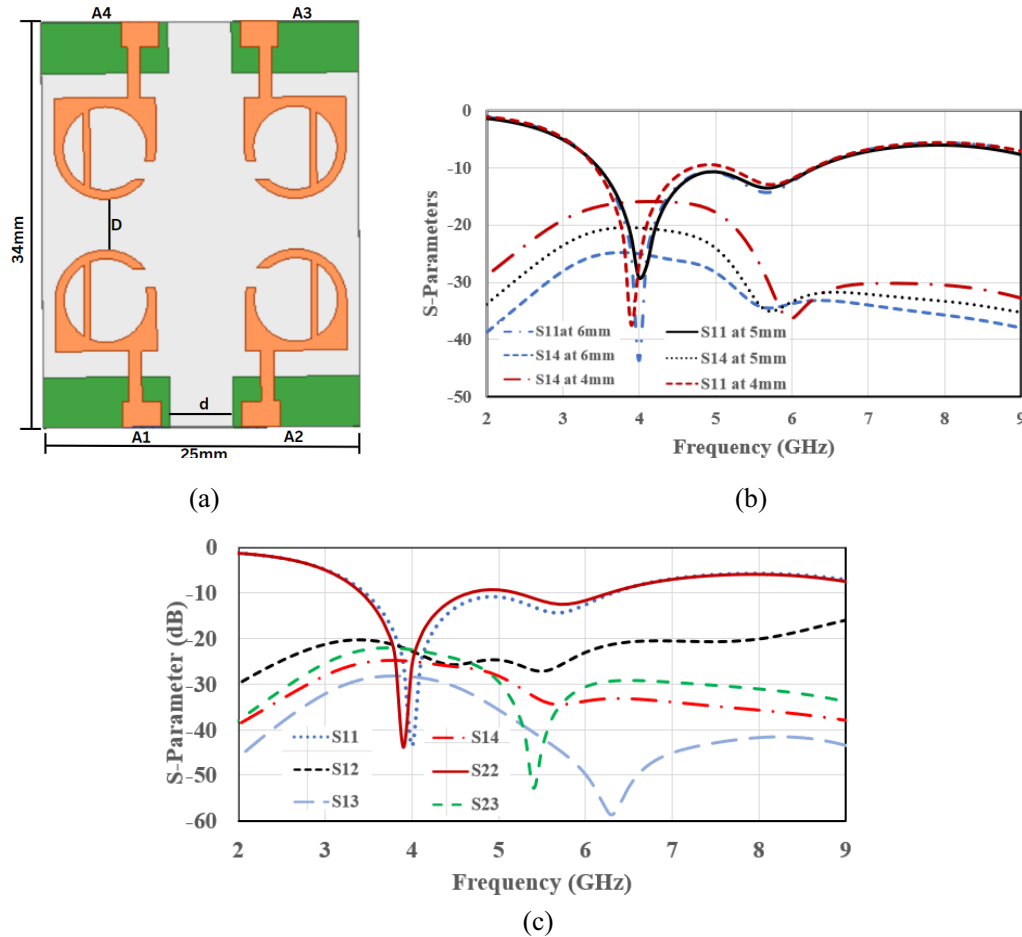 A4 A3
34mm
D
d
A1 A2
25mm
(a)
S-Parameters
0
-10
-20
-30
-40
-50
S11at 6mm S11 at 5mm
S14 at 6mm S14 at 5mm
S14 at 4mm S11 at 4mm
2 3 4 5 6 7 8 9
Frequency (GHz)
(b)
S-Parameter (dB)
0
-10
-20
-30
-40
-50
-60
S11 S14
S12 S22
S13 S23
2 3 4 5 6 7 8 9
Frequency (GHz)
(c)